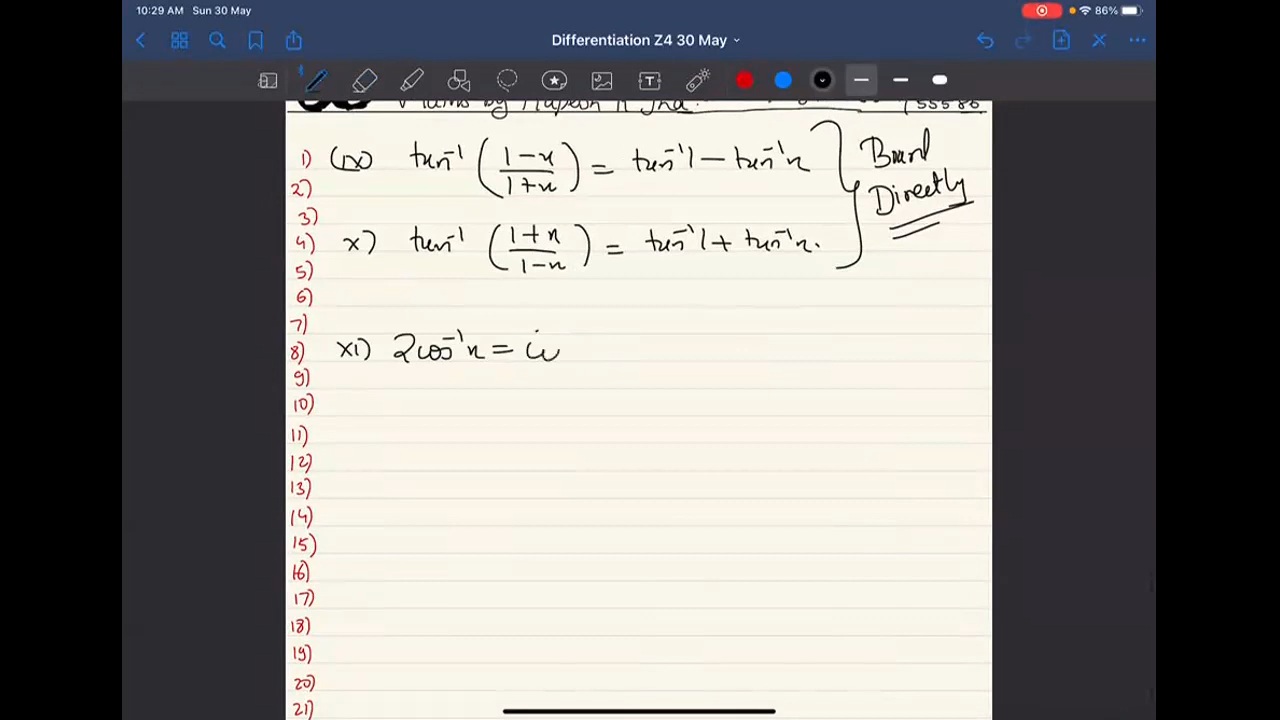 10:29 AM Sun 30 May
86%
Differentiation Z4 30 May
1) (ix) tan⁻¹ (1-x/1+x) = tan⁻¹1 - tan⁻¹x
Board
Directly
2)
3)
4) x) tan⁻¹ (1+x/1-x) = tan⁻¹1 + tan⁻¹x.
5)
6)
7)
8) xi) 2cos⁻¹x =
9)
10)
11)
12)
13)
14)
15)
16)
17)
18)
19)
20)
21)